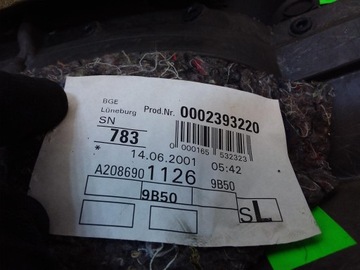 BGE
Lüneburg
Prod.Nr. 0002393220
SN
783
0 000165 532323
* 14.06.2001 05:42
A208690 1126 9B50
9B50
S L